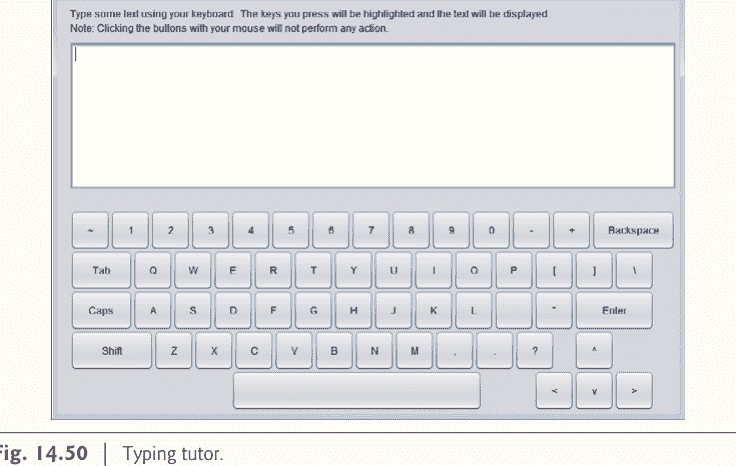 Type some text using your keyboard. The keys you press will be highlighted and the text will be displayed.
Note: Clicking the buttons with your mouse will not perform any action.
~ 1 2 3 4 5 6 7 8 9 0 - + Backspace
Tab Q W E R T Y U I O P [ ] \
Caps A S D F G H J K L " Enter
Shift Z X C V B N M . ? ^
< v >
Fig. 14.50 | Typing tutor.